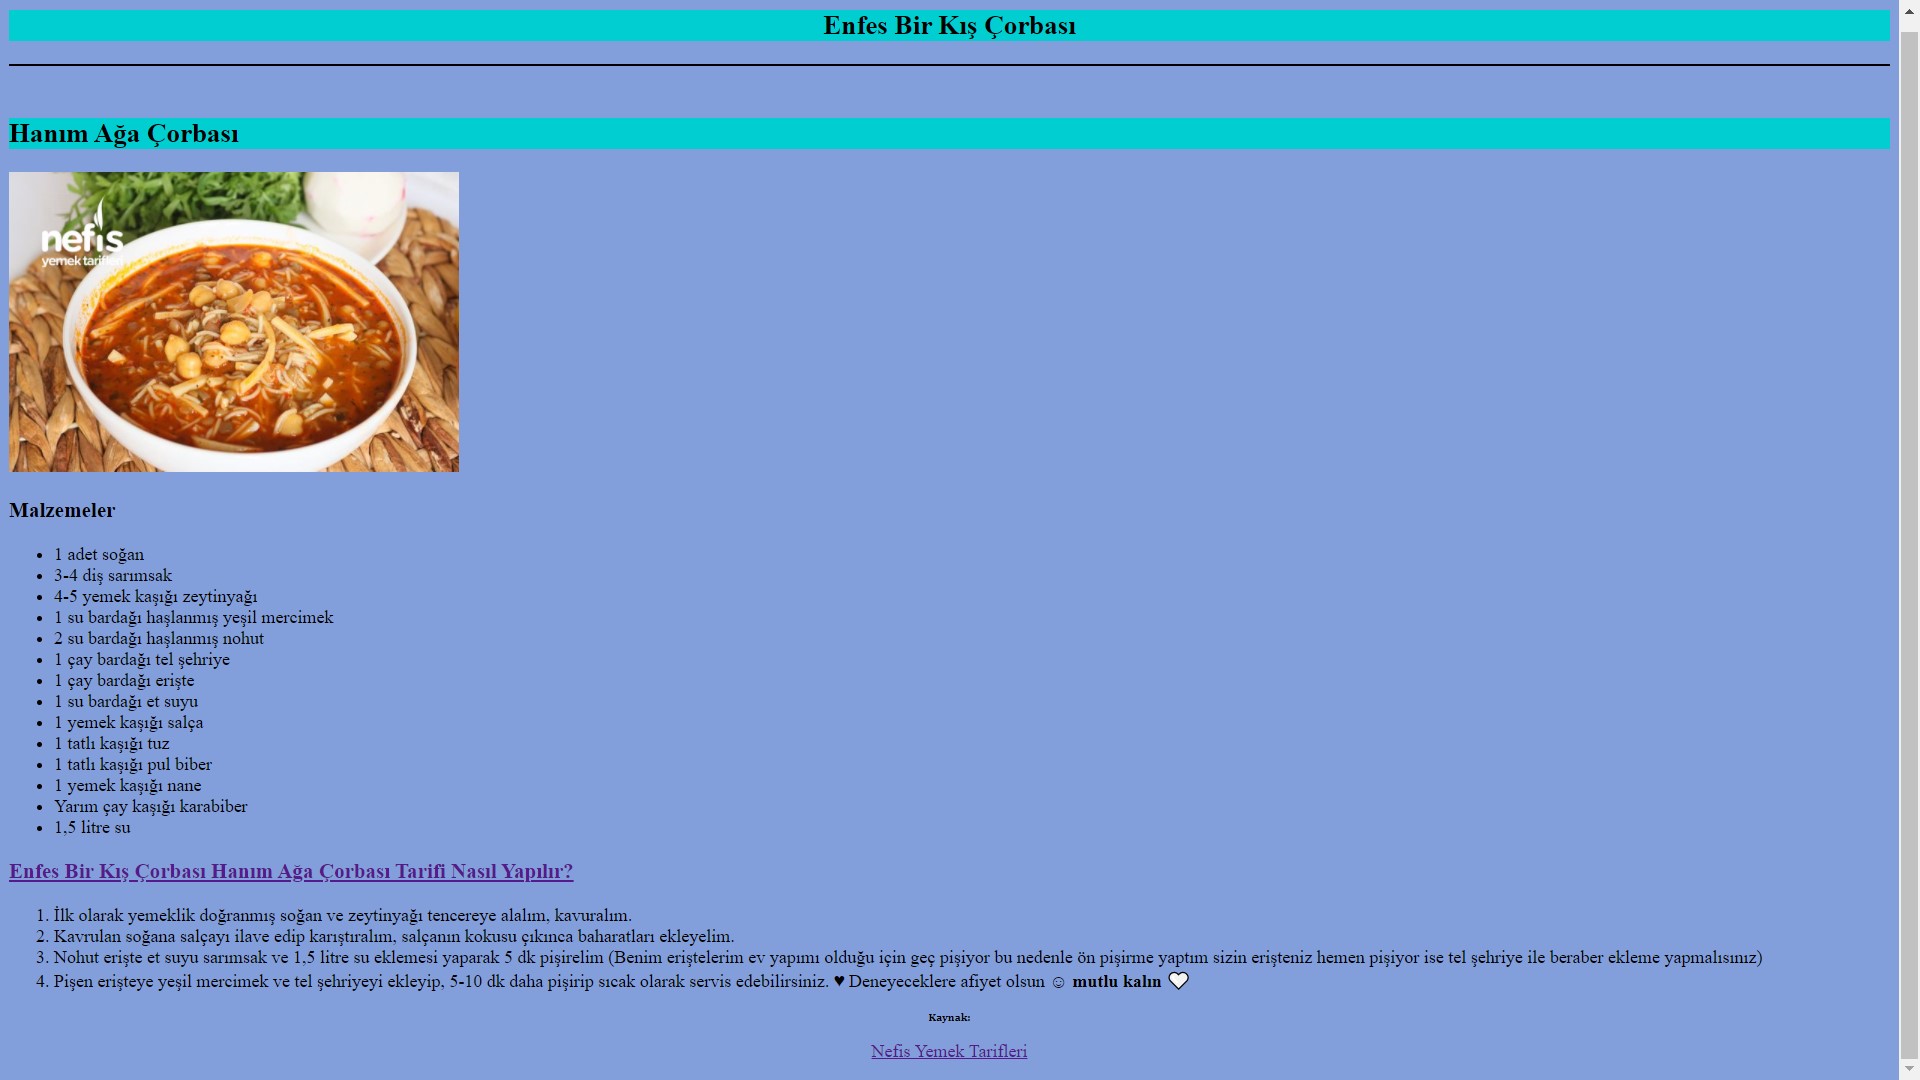 Enfes Bir Kış Çorbası
Hanım Ağa Çorbası
nefis
yemek tarifleri
Malzemeler
• 1 adet soğan
• 3-4 diş sarımsak
• 4-5 yemek kaşığı zeytinyağı
• 1 su bardağı haşlanmış yeşil mercimek
• 2 su bardağı haşlanmış nohut
• 1 çay bardağı tel şehriye
• 1 çay bardağı erişte
• 1 su bardağı et suyu
• 1 yemek kaşığı salça
• 1 tatlı kaşığı tuz
• 1 tatlı kaşığı pul biber
• 1 yemek kaşığı nane
• Yarım çay kaşığı karabiber
• 1,5 litre su
Enfes Bir Kış Çorbası Hanım Ağa Çorbası Tarifi Nasıl Yapılır?
1. İlk olarak yemeklik doğranmış soğan ve zeytinyağı tencereye alalım, kavuralım.
2. Kavrulan soğana salçayı ilave edip karıştıralım, salçanın kokusu çıkınca baharatları ekleyelim.
3. Nohut erişte et suyu sarımsak ve 1,5 litre su eklemesi yaparak 5 dk pişirelim (Benim eriştelerim ev yapımı olduğu için geç pişiyor bu nedenle ön pişirme yaptım sizin erişteniz hemen pişiyor ise tel şehriye ile beraber ekleme yapmalısınız)
4. Pişen erişteye yeşil mercimek ve tel şehriyeyi ekleyip, 5-10 dk daha pişirip sıcak olarak servis edebilirsiniz. ♥ Deneyeceklere afiyet olsun ☺ mutlu kalın 🤍
Kaynak:
Nefis Yemek Tarifleri